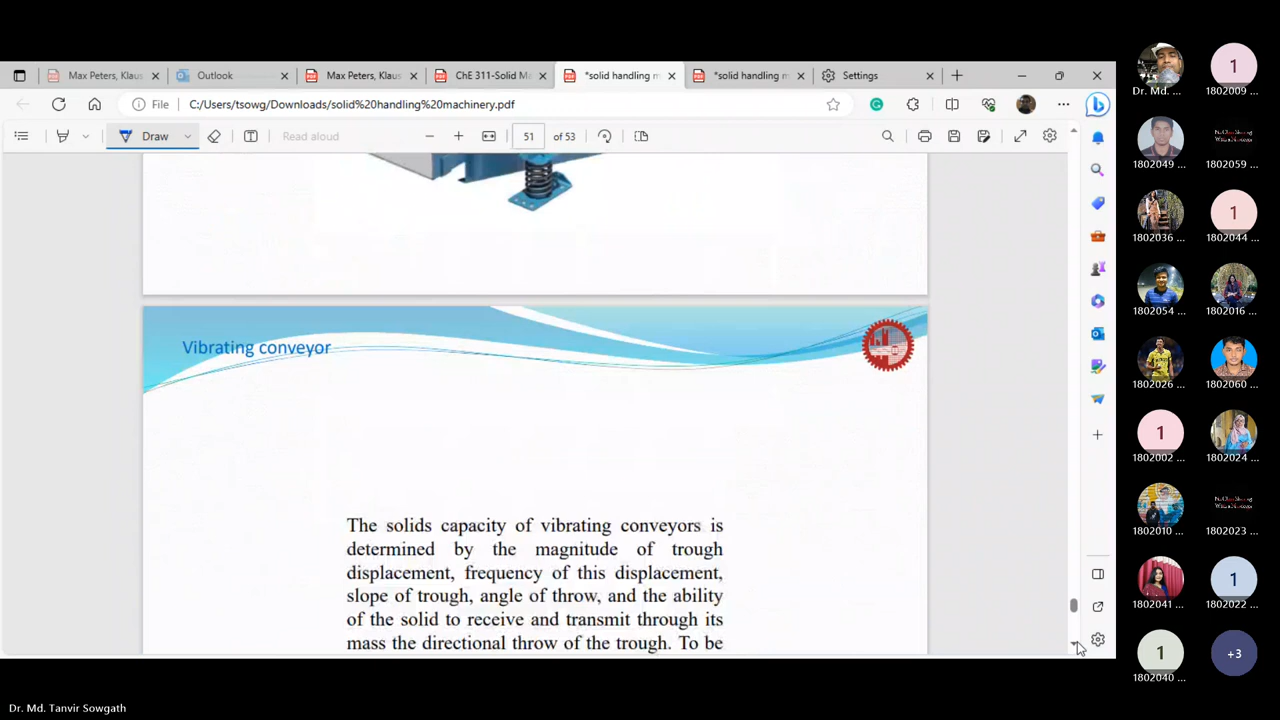 Max Peters, Klaus
Outlook
Max Peters, Klaus
ChE 311-Solid Me
*solid handling m
*solid handling m
Settings
File
C:/Users/tsowg/Downloads/solid%20handling%20machinery.pdf
Draw
Read aloud
51 of 53
Vibrating conveyor
The solids capacity of vibrating conveyors is
determined by the magnitude of trough
displacement, frequency of this displacement,
slope of trough, angle of throw, and the ability
of the solid to receive and transmit through its
mass the directional throw of the trough. To be
Dr. Md. ...
1
1802009 ...
1802049 ...
1802059 ...
1802036 ...
1
1802044 ...
1802054 ...
1802016 ...
1802026 ...
1802060 ...
1
1802002 ...
1802024 ...
1802010 ...
1802023 ...
1802041 ...
1
1802022 ...
1
1802040 ...
+3
Dr. Md. Tanvir Sowgath